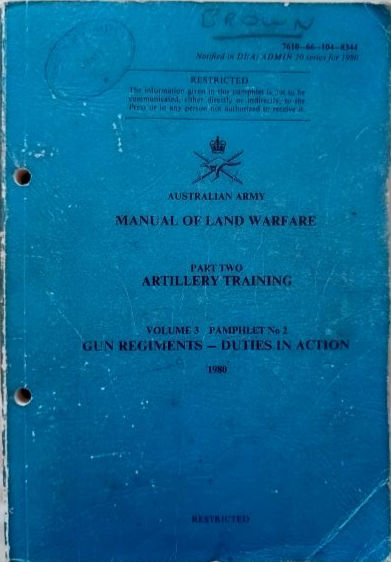 BROWN
7610—66—104—8344
Notified in DRA: ADMIN 10 series for 1980
RESTRICTED
The information given in this pamphlet is not to be
communicated, either directly or indirectly, to the
Press or to any person not authorized to receive it.
AUSTRALIAN ARMY
MANUAL OF LAND WARFARE
PART TWO
ARTILLERY TRAINING
VOLUME 3 PAMPHLET No 2
GUN REGIMENTS – DUTIES IN ACTION
1980
RESTRICTED